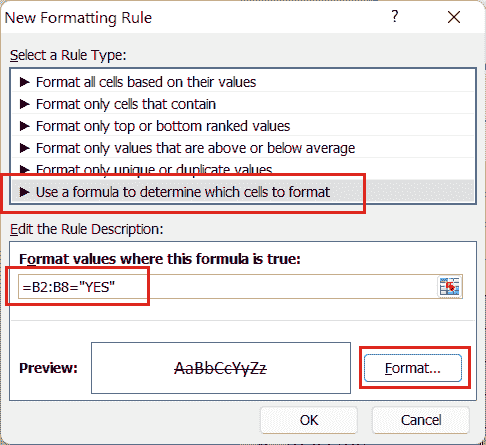 New Formatting Rule ? ×
Select a Rule Type:
► Format all cells based on their values
► Format only cells that contain
► Format only top or bottom ranked values
► Format only values that are above or below average
► Format only unique or duplicate values
► Use a formula to determine which cells to format
Edit the Rule Description:
Format values where this formula is true:
=B2:B8="YES"
Preview: AaBbCcYyZz Format...
OK Cancel